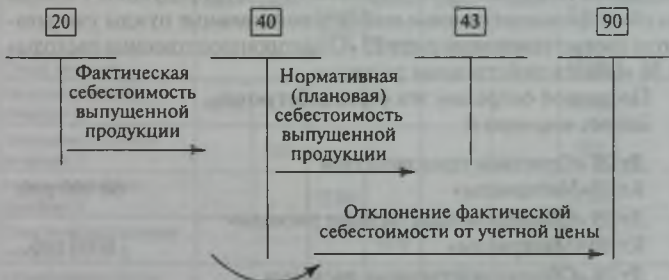 20 40 43 90
Фактическая
себестоимость
выпущенной
продукции
Нормативная
(плановая)
себестоимость
выпущенной
продукции
Отклонение фактической
себестоимости от учетной цены